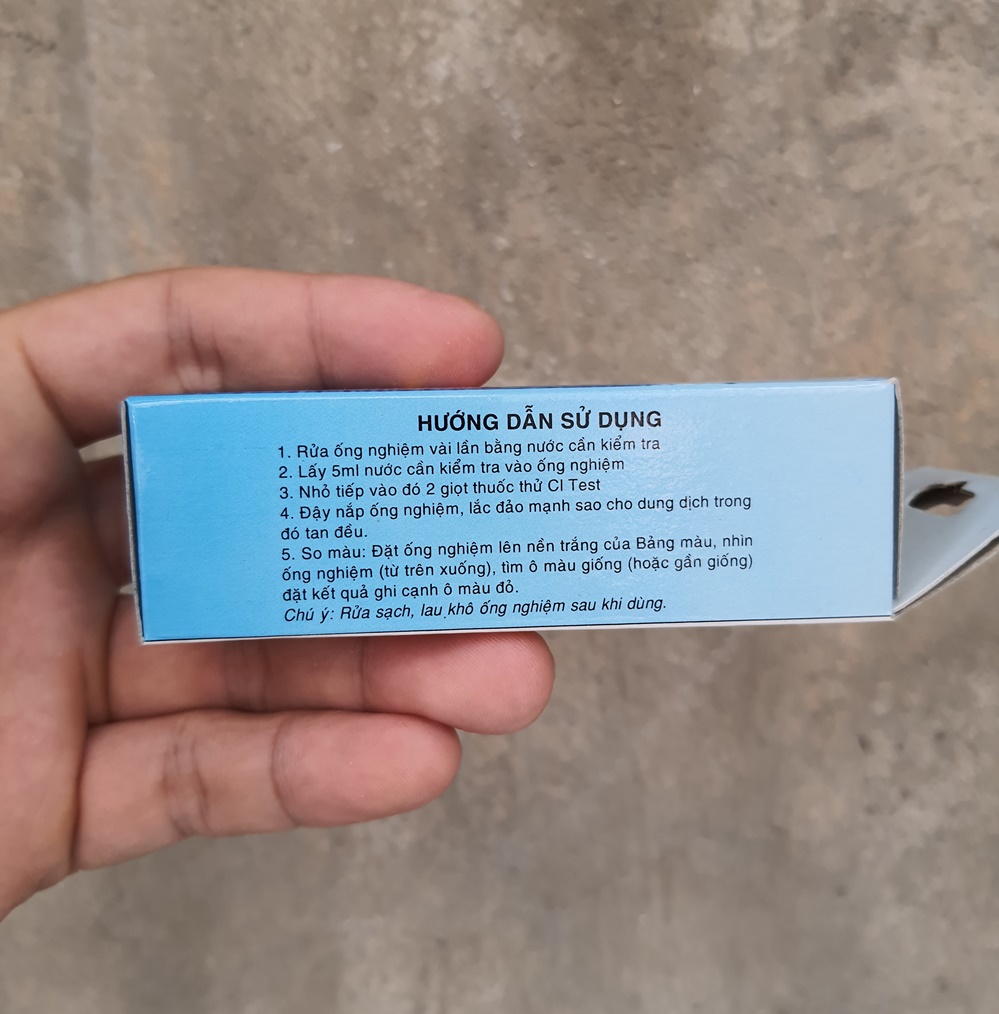 HƯỚNG DẪN SỬ DỤNG
1. Rửa ống nghiệm vài lần bằng nước cần kiểm tra
2. Lấy 5ml nước cần kiểm tra vào ống nghiệm
3. Nhỏ tiếp vào đó 2 giọt thuốc thử Cl Test
4. Đậy nắp ống nghiệm, lắc đảo mạnh sao cho dung dịch trong
đó tan đều.
5. So màu: Đặt ống nghiệm lên nền trắng của Bảng màu, nhìn
ống nghiệm (từ trên xuống), tìm ô màu giống (hoặc gần giống)
đặt kết quả ghi cạnh ô màu đỏ.
Chú ý: Rửa sạch, lau khô ống nghiệm sau khi dùng.